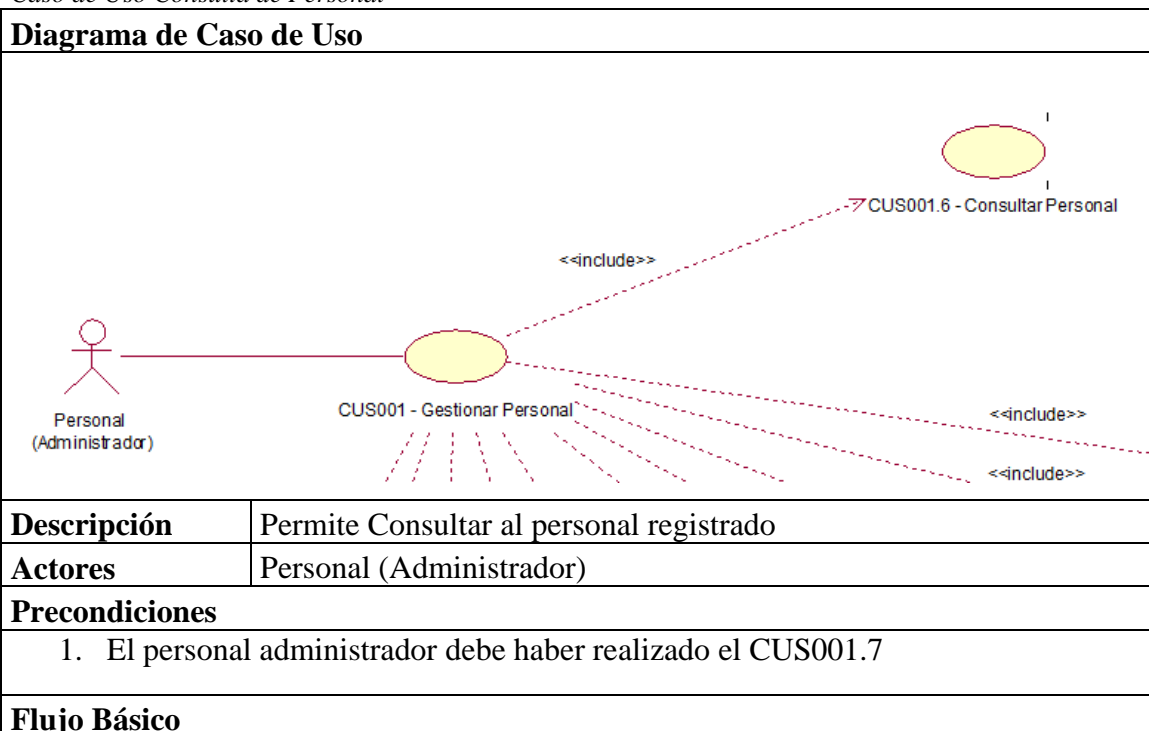 Caso de Uso Consulta de Personal
Diagrama de Caso de Uso
CUS001.6 - Consultar Personal
<<include>>
CUS001 - Gestionar Personal
Personal
(Administrador)
<<include>>
<<include>>
Descripción Permite Consultar al personal registrado
Actores Personal (Administrador)
Precondiciones
1. El personal administrador debe haber realizado el CUS001.7
Flujo Básico